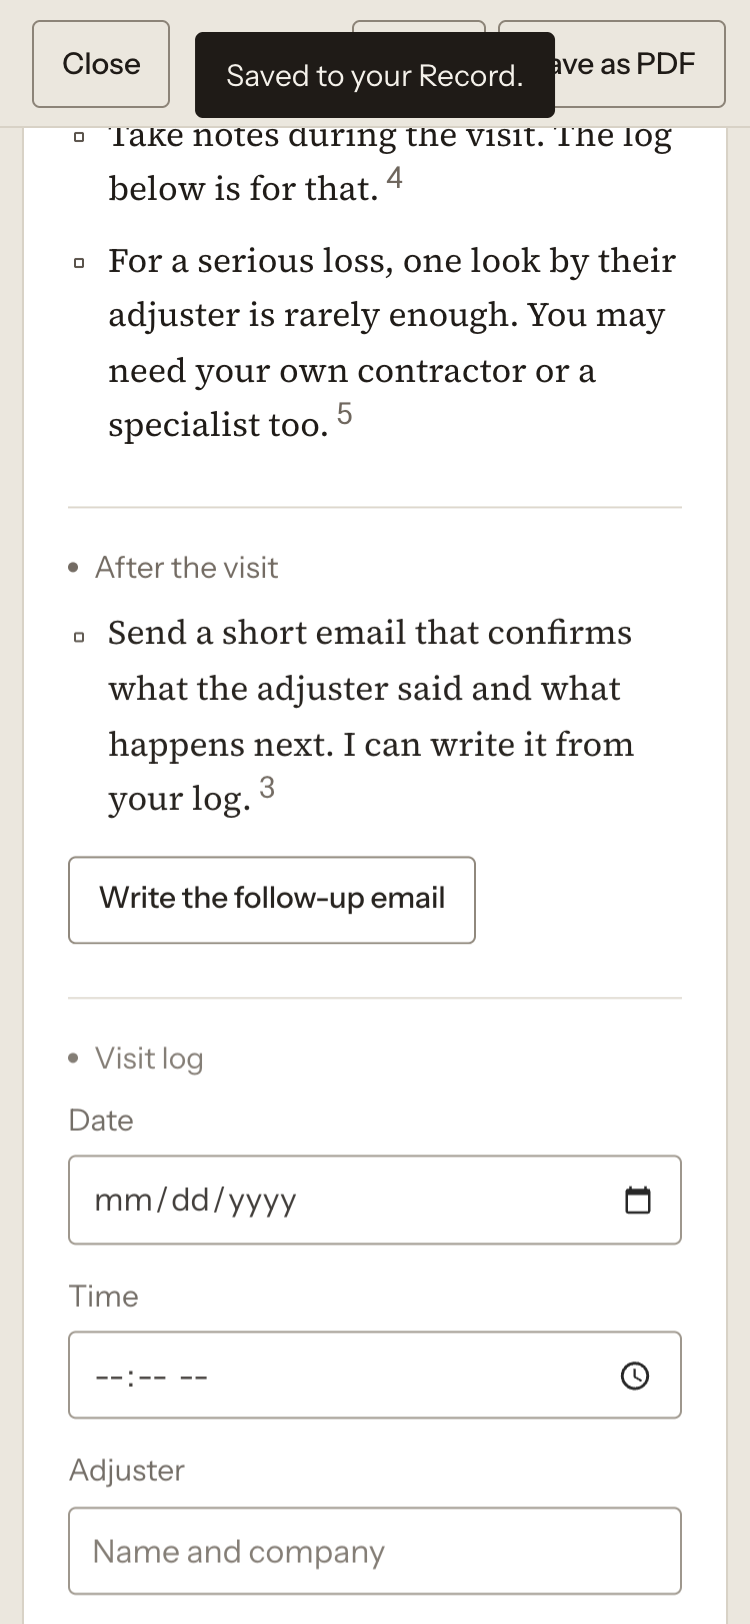 Close
Saved to your Record.
ave as PDF
Take notes during the visit. The log
below is for that. 4
For a serious loss, one look by their
adjuster is rarely enough. You may
need your own contractor or a
specialist too. 5
After the visit
Send a short email that confirms
what the adjuster said and what
happens next. I can write it from
your log. 3
Write the follow-up email
Visit log
Date
mm/dd/yyyy
Time
--:-- --
Adjuster
Name and company